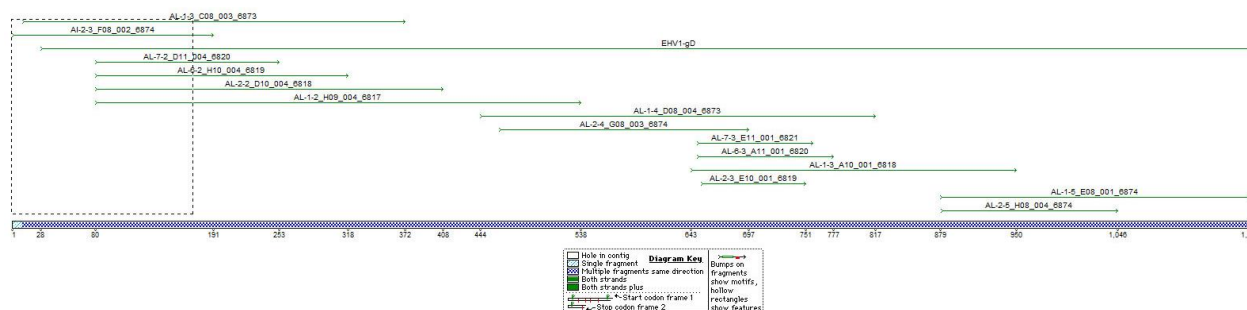 AL-1-3_C08_003_6873
AI-2-3_F08_002_6874
EHV1-gD
AL-7-2_D11_004_6820
AL-6-2_H10_004_6819
AL-2-2_D10_004_6818
AL-1-2_H09_004_6817
AL-1-4_D08_004_6873
AL-2-4_G08_003_6874
AL-7-3_E11_001_6821
AL-6-3_A11_001_6820
AL-1-3_A10_001_6818
AL-2-3_E10_001_6819
AL-1-5_E08_001_6874
AL-2-5_H08_004_6874
1 28 80 191 253 318 372 408 444 538 643 697 751 777 817 879 950 1,046
Diagram Key
Hole in contig
Single fragment
Multiple fragments same direction
Both strands
Both strands plus
Start codon frame 1
Stop codon frame 2
Bumps on
fragments
show motifs,
hollow
rectangles
show features